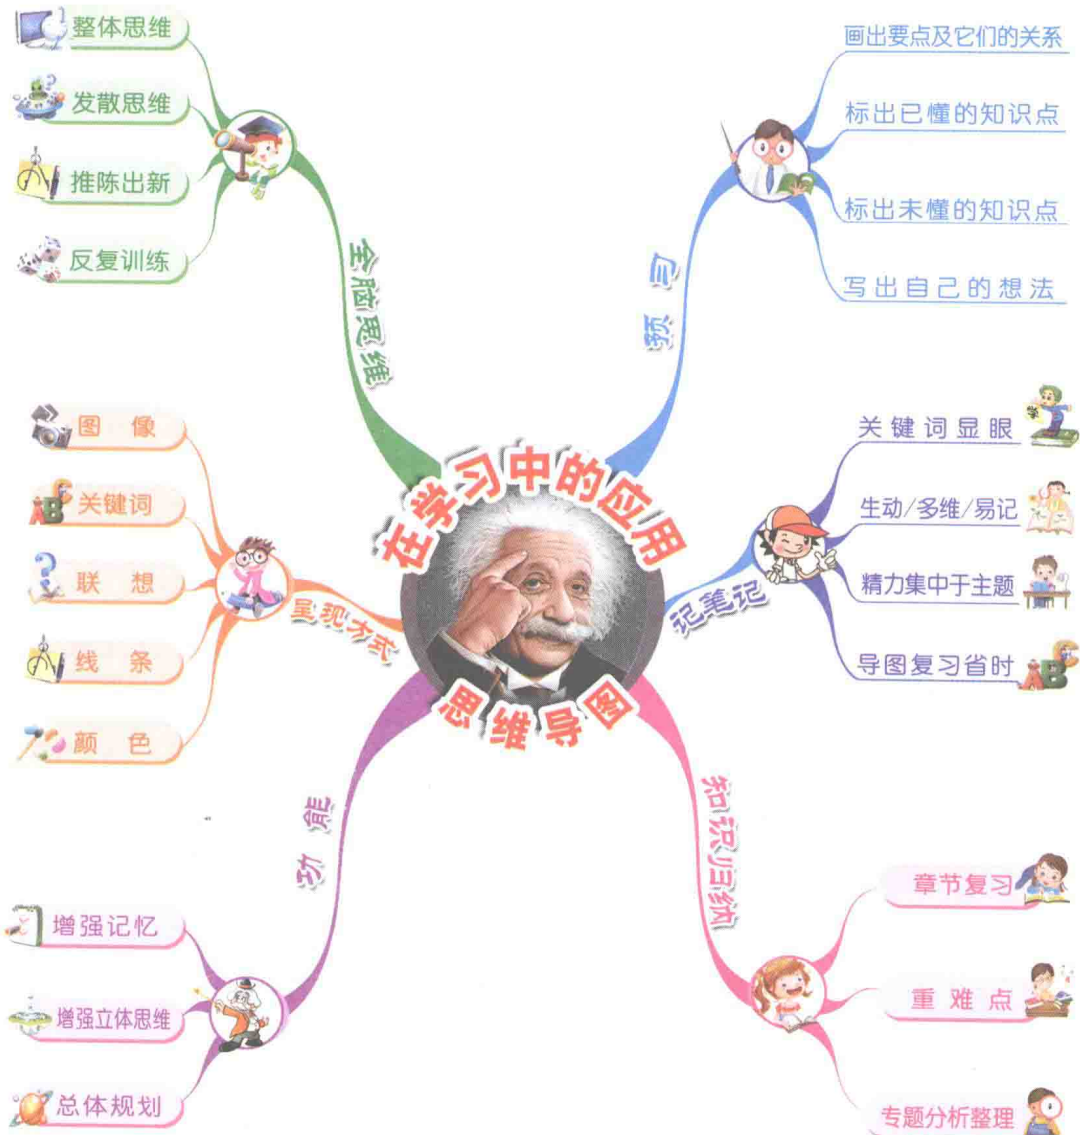 在学习中的应用
思维导图
预习
画出要点及它们的关系
标出已懂的知识点
标出未懂的知识点
写出自己的想法
记笔记
关键词显眼
生动/多维/易记
精力集中于主题
导图复习省时
知识归纳
章节复习
重难点
专题分析整理
功能
增强记忆
增强立体思维
总体规划
呈现方式
图像
关键词
联想
线条
颜色
全脑思维
整体思维
发散思维
推陈出新
反复训练